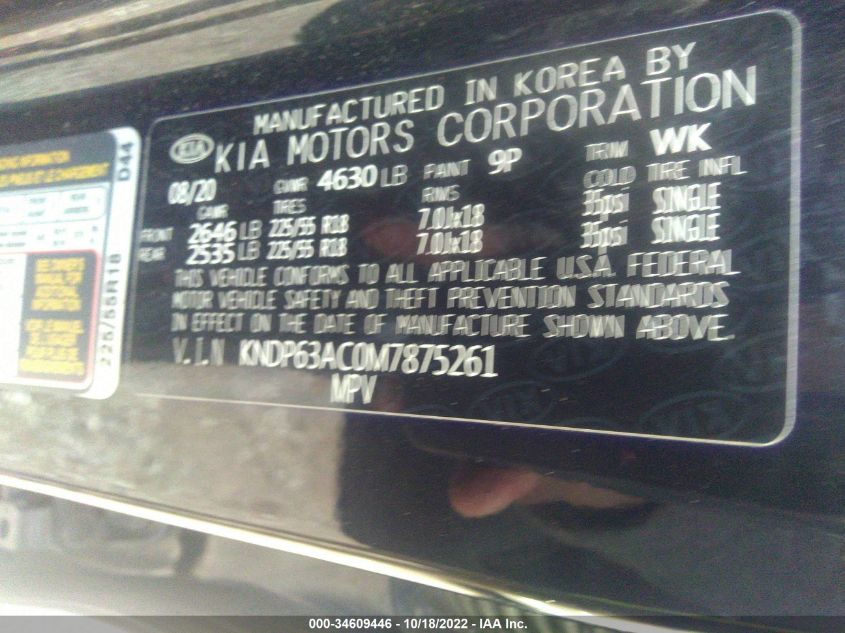 MANUFACTURED IN KOREA BY
KIA KIA MOTORS CORPORATION
08/20 GVWR 4630 LB PAINT 9P TRIM WK
GAWR TIRES RIMS COLD TIRE INFL
FRONT 2646 LB 225/55 R18 7.0Jx18 35psi SINGLE
REAR 2535 LB 225/55 R18 7.0Jx18 35psi SINGLE
THIS VEHICLE CONFORMS TO ALL APPLICABLE U.S.A. FEDERAL
MOTOR VEHICLE SAFETY AND THEFT PREVENTION STANDARDS
IN EFFECT ON THE DATE OF MANUFACTURE SHOWN ABOVE.
V.I.N KNDP63AC0M7875261
MPV
D44
225/55R18
INFORMATION
000-34609446 - 10/18/2022 - IAA Inc.